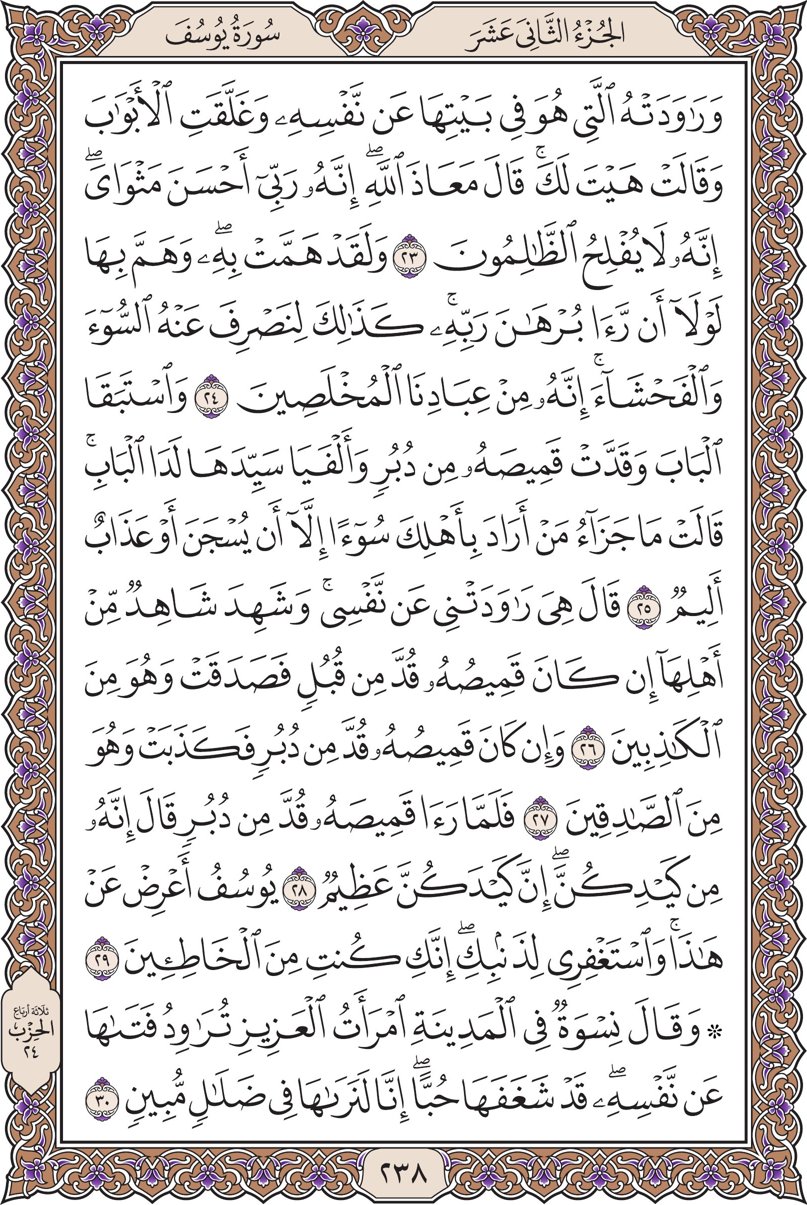 الجُزْءُ الثَّانِي عَشَرَ
سُورَةُ يُوسُفَ
وَرَٰوَدَتْهُ ٱلَّتِي هُوَ فِي بَيْتِهَا عَن نَّفْسِهِۦ وَغَلَّقَتِ ٱلْأَبْوَٰبَ
وَقَالَتْ هَيْتَ لَكَۚ قَالَ مَعَاذَ ٱللَّهِۖ إِنَّهُۥ رَبِّيٓ أَحْسَنَ مَثْوَايَۖ
إِنَّهُۥ لَا يُفْلِحُ ٱلظَّٰلِمُونَ ٢٣ وَلَقَدْ هَمَّتْ بِهِۦۖ وَهَمَّ بِهَا
لَوْلَآ أَن رَّءَا بُرْهَٰنَ رَبِّهِۦۚ كَذَٰلِكَ لِنَصْرِفَ عَنْهُ ٱلسُّوٓءَ
وَٱلْفَحْشَآءَۚ إِنَّهُۥ مِنْ عِبَادِنَا ٱلْمُخْلَصِينَ ٢٤ وَٱسْتَبَقَا
ٱلْبَابَ وَقَدَّتْ قَمِيصَهُۥ مِن دُبُرٍ وَأَلْفَيَا سَيِّدَهَا لَدَا ٱلْبَابِۚ
قَالَتْ مَا جَزَآءُ مَنْ أَرَادَ بِأَهْلِكَ سُوٓءًا إِلَّآ أَن يُسْجَنَ أَوْ عَذَابٌ
أَلِيمٌ ٢٥ قَالَ هِيَ رَٰوَدَتْنِي عَن نَّفْسِيۚ وَشَهِدَ شَاهِدٌ مِّنْ
أَهْلِهَآ إِن كَانَ قَمِيصُهُۥ قُدَّ مِن قُبُلٍ فَصَدَقَتْ وَهُوَ مِنَ
ٱلْكَٰذِبِينَ ٢٦ وَإِن كَانَ قَمِيصُهُۥ قُدَّ مِن دُبُرٍ فَكَذَبَتْ وَهُوَ
مِنَ ٱلصَّٰدِقِينَ ٢٧ فَلَمَّا رَءَا قَمِيصَهُۥ قُدَّ مِن دُبُرٍ قَالَ إِنَّهُۥ
مِن كَيْدِكُنَّۖ إِنَّ كَيْدَكُنَّ عَظِيمٌ ٢٨ يُوسُفُ أَعْرِضْ عَنْ
هَٰذَاۚ وَٱسْتَغْفِرِي لِذَنۢبِكِۖ إِنَّكِ كُنتِ مِنَ ٱلْخَاطِـِٔينَ ٢٩
۞ وَقَالَ نِسْوَةٌ فِي ٱلْمَدِينَةِ ٱمْرَأَتُ ٱلْعَزِيزِ تُرَٰوِدُ فَتَىٰهَا
عَن نَّفْسِهِۦۖ قَدْ شَغَفَهَا حُبًّاۖ إِنَّا لَنَرَىٰهَا فِي ضَلَٰلٍ مُّبِينٍ ٣٠
ثَلَاثَةُ أَرْبَاعِ
الحِزْب
٢٤
٢٣٨